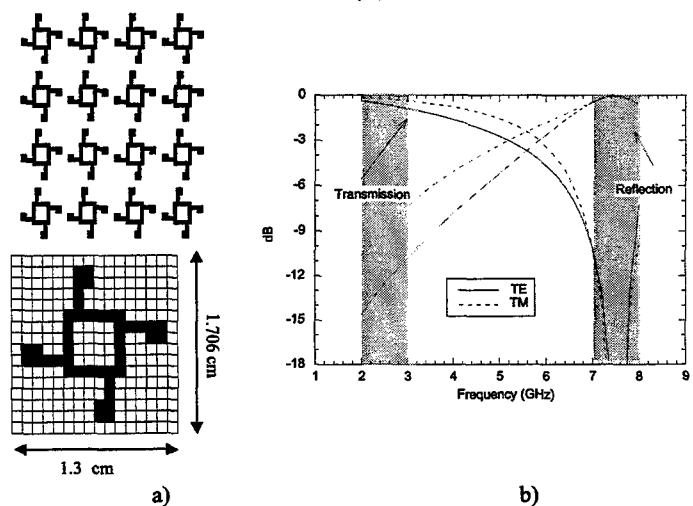 1.706 cm
1.3 cm
a)
0
-3
-6
-9
-12
-15
-18
dB
Transmission
Reflection
TE
TM
1 2 3 4 5 6 7 8 9
Frequency (GHz)
b)